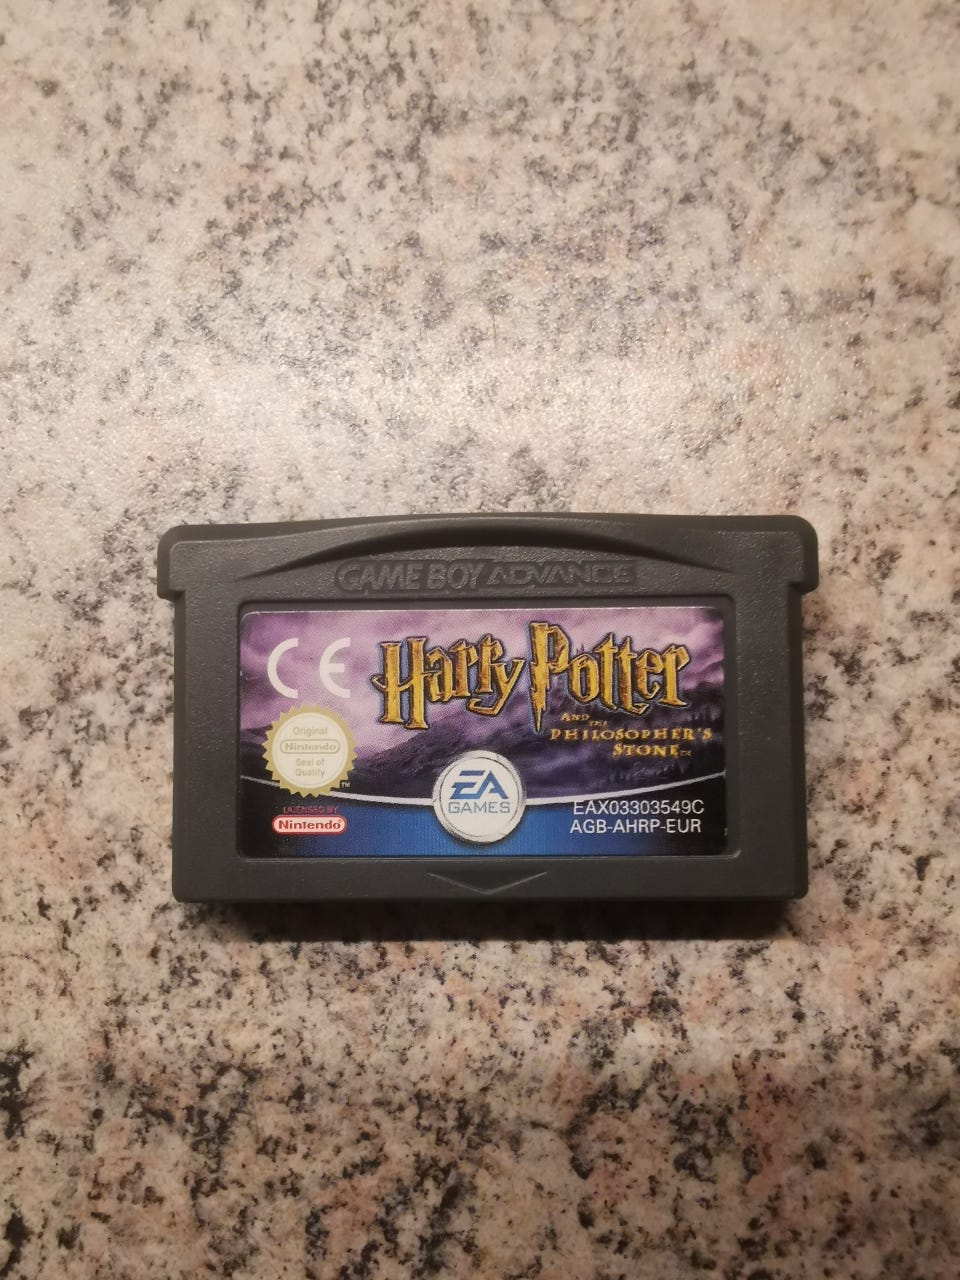 GAME BOY ADVANCE
CE
Harry Potter
AND THE
PHILOSOPHER'S
STONE
Original
Nintendo
Seal of
Quality
TM
LICENSED BY
Nintendo
EA
GAMES
EAX03303549C
AGB-AHRP-EUR